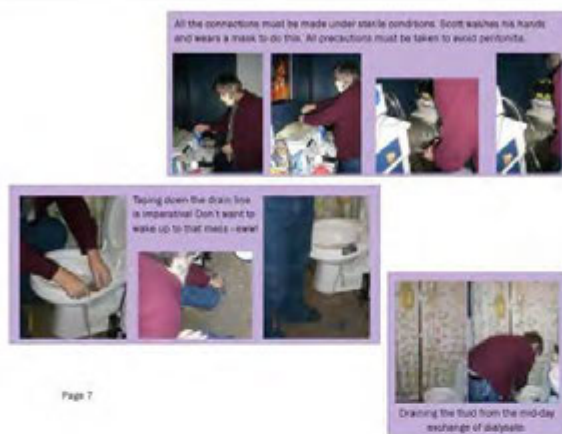 All the connections must be made under sterile conditions. Scott washes his hands
and wears a mask to do this. All precautions must be taken to avoid peritonitis.
Taping down the drain line
is imperative! Don't want to
wake up to that mess - eww!
Page 7
Draining the fluid from the mid-day
exchange of dialysate.